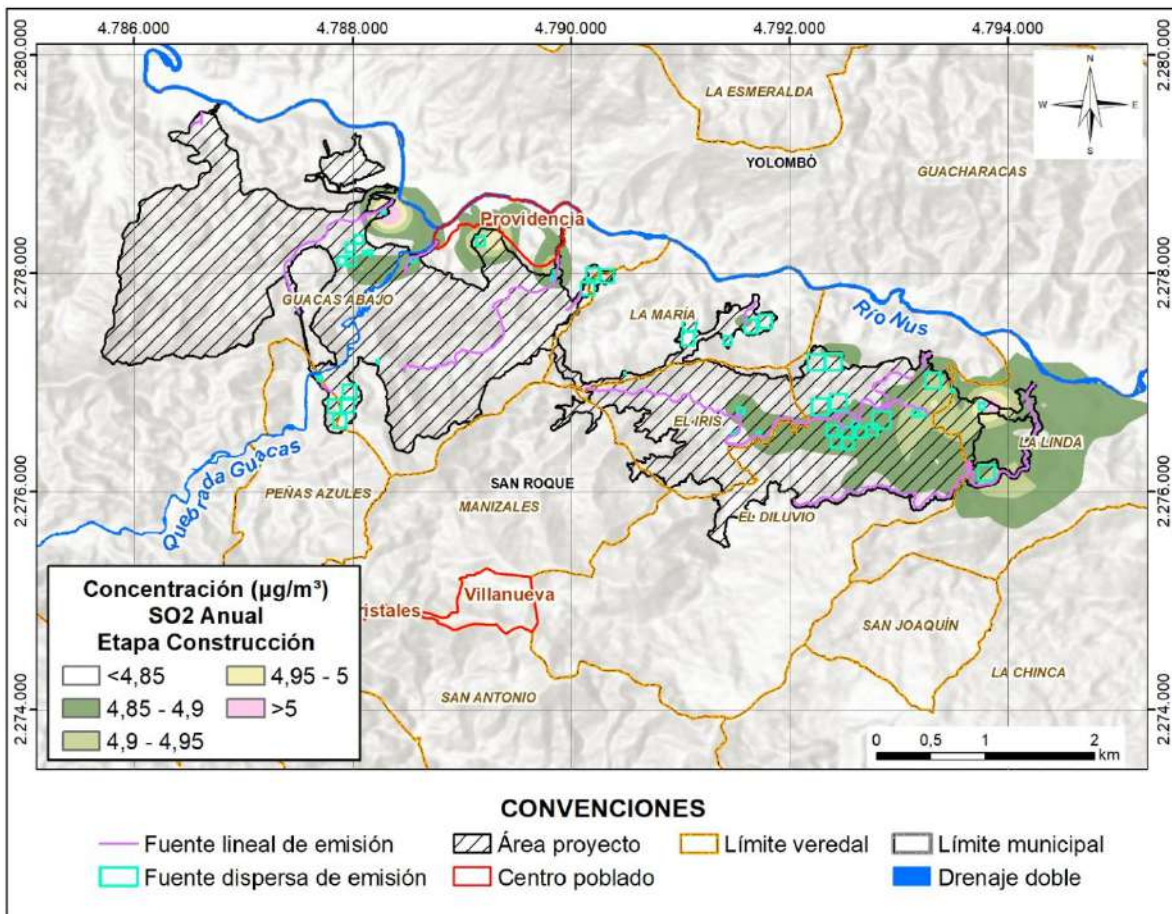 4.786.000
4.788.000
4.790.000
4.792.000
4.794.000
2.280.000
2.280.000
N
W
E
S
LA ESMERALDA
YOLOMBÓ
GUACHARACAS
Providencia
2.278.000
2.278.000
GUACAS ABAJO
LA MARÍA
Río Nus
EL IRIS
LA LINDA
2.276.000
2.276.000
Quebrada Guacas
PEÑAS AZULES
SAN ROQUE
MANIZALES
EL DILUVIO
Villanueva
ristales
SAN JOAQUÍN
LA CHINCA
SAN ANTONIO
2.274.000
2.274.000
Concentración (µg/m³)
SO2 Anual
Etapa Construcción
<4,85
4,95 - 5
4,85 - 4,9
>5
4,9 - 4,95
0 0,5 1 2
km
CONVENCIONES
Fuente lineal de emisión
Área proyecto
Límite veredal
Límite municipal
Fuente dispersa de emisión
Centro poblado
Drenaje doble